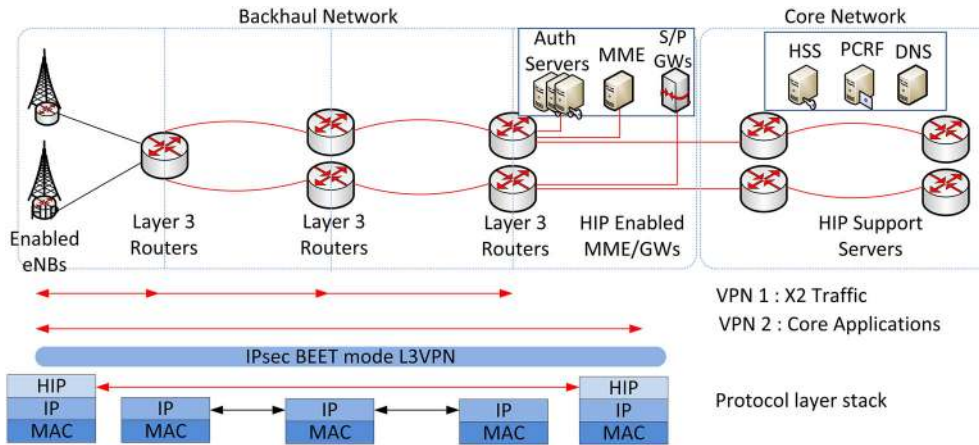 Backhaul Network
Core Network
Auth
Servers
MME
S/P
GWs
HSS
PCRF
DNS
Enabled
eNBs
Layer 3
Routers
Layer 3
Routers
Layer 3
Routers
HIP Enabled
MME/GWs
HIP Support
Servers
VPN 1 : X2 Traffic
VPN 2 : Core Applications
IPsec BEET mode L3VPN
HIP
IP
MAC
IP
MAC
IP
MAC
IP
MAC
HIP
IP
MAC
Protocol layer stack